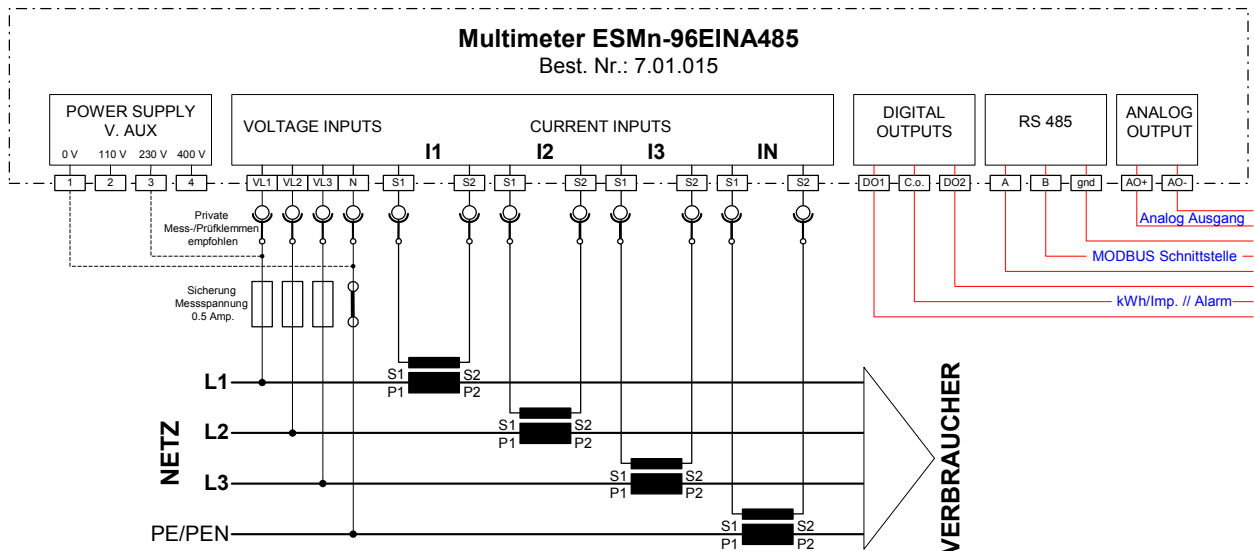 Multimeter ESMn-96EINA485
Best. Nr.: 7.01.015
POWER SUPPLY
V. AUX
0 V 110 V 230 V 400 V
VOLTAGE INPUTS
CURRENT INPUTS
I1 I2 I3 IN
DIGITAL
OUTPUTS
RS 485
ANALOG
OUTPUT
1 2 3 4 VL1 VL2 VL3 N S1 S2 S1 S2 S1 S2 S1 S2 DO1 C.o. DO2 A B gnd AO+ AO-
Private
Mess-/Prüfklemmen
empfohlen
Analog Ausgang
MODBUS Schnittstelle
kWh/Imp. // Alarm
Sicherung
Messspannung
0.5 Amp.
NETZ
L1
S1 S2
P1 P2
L2
S1 S2
P1 P2
L3
S1 S2
P1 P2
PE/PEN
S1 S2
P1 P2
VERBRAUCHER